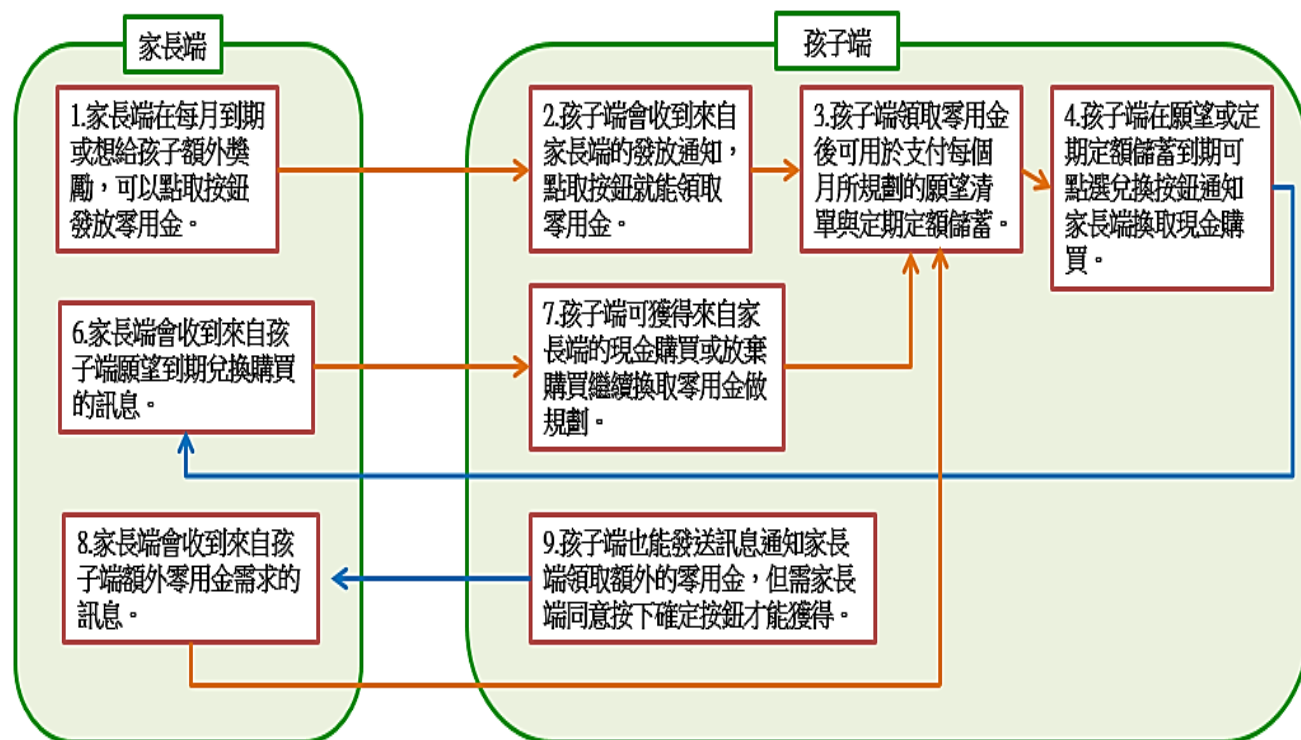 家長端
孩子端
1.家長端在每月到期
或想給孩子額外獎
勵，可以點取按鈕
發放零用金。
2.孩子端會收到來自
家長端的發放通知，
點取按鈕就能領取
零用金。
3.孩子端領取零用金
後可用於支付每個
月所規劃的願望清
單與定期定額儲蓄。
4.孩子端在願望或定
期定額儲蓄到期可
點選兌換按鈕通知
家長端換取現金購
買。
6.家長端會收到來自孩
子端願望到期兌換購買
的訊息。
7.孩子端可獲得來自家
長端的現金購買或放棄
購買繼續換取零用金做
規劃。
8.家長端會收到來自孩
子端額外零用金需求的
訊息。
9.孩子端也能發送訊息通知家長
端領取額外的零用金，但需家長
端同意按下確定按鈕才能獲得。